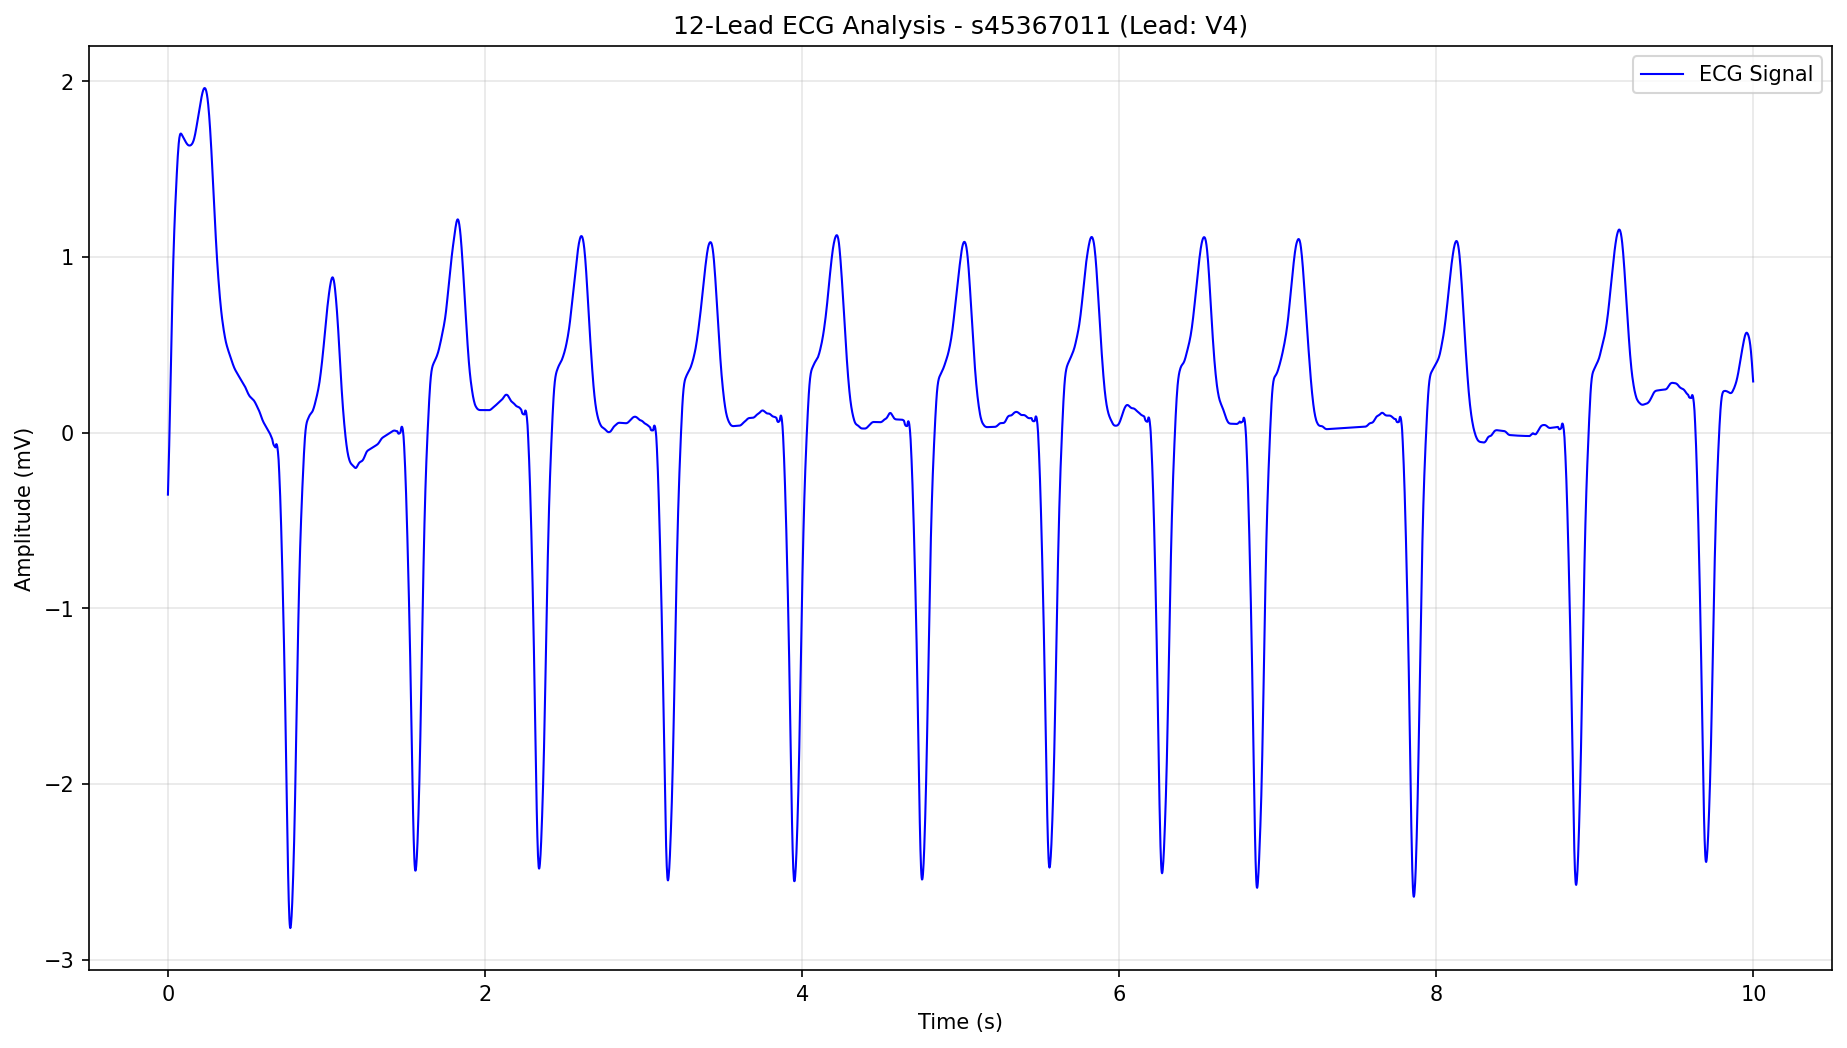 12-Lead ECG Analysis - s45367011 (Lead: V4)
ECG Signal
2
1
0
−1
−2
−3
Amplitude (mV)
0 2 4 6 8 10
Time (s)